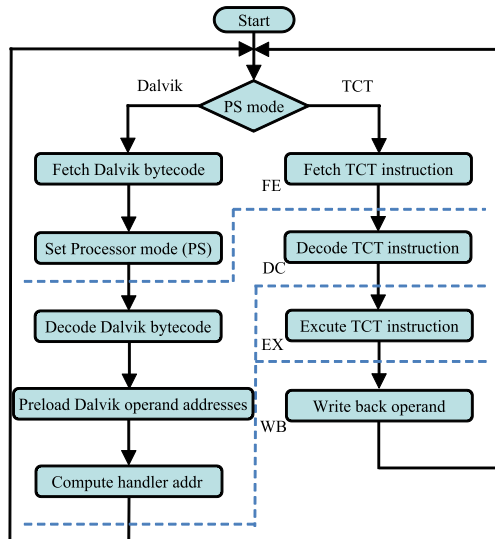 Start
Dalvik
TCT
PS mode
Fetch Dalvik bytecode
Fetch TCT instruction
FE
Set Processor mode (PS)
Decode TCT instruction
DC
Decode Dalvik bytecode
Excute TCT instruction
EX
Preload Dalvik operand addresses
Write back operand
WB
Compute handler addr